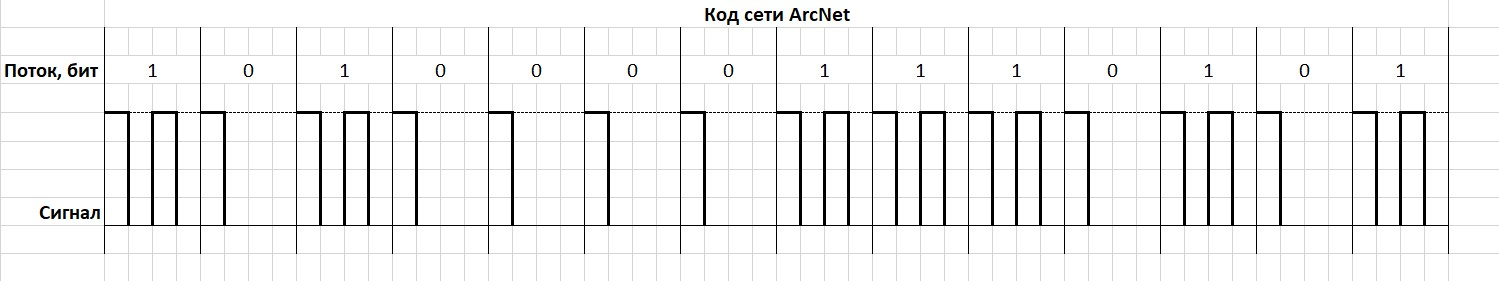 Код сети ArcNet
Поток, бит 1 0 1 0 0 0 0 1 1 1 0 1 0 1
Сигнал